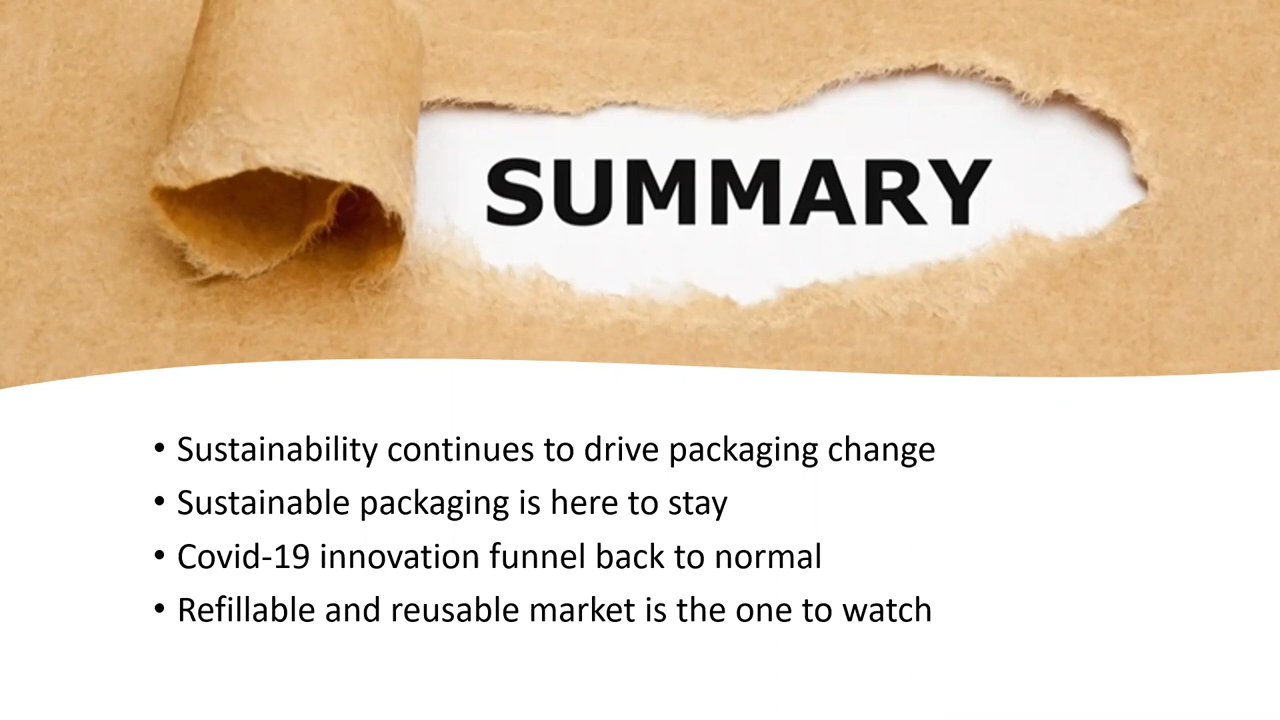 SUMMARY
• Sustainability continues to drive packaging change
• Sustainable packaging is here to stay
• Covid-19 innovation funnel back to normal
• Refillable and reusable market is the one to watch